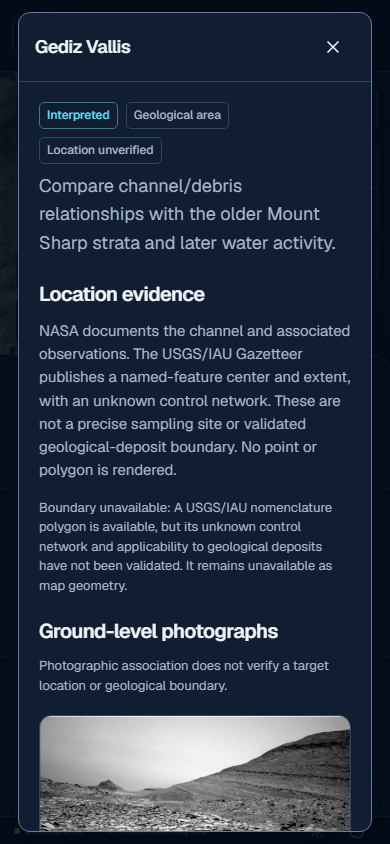 Gediz Vallis
Interpreted
Geological area
Location unverified
Compare channel/debris
relationships with the older Mount
Sharp strata and later water activity.
Location evidence
NASA documents the channel and associated
observations. The USGS/IAU Gazetteer
publishes a named-feature center and extent,
with an unknown control network. These are
not a precise sampling site or validated
geological-deposit boundary. No point or
polygon is rendered.
Boundary unavailable: A USGS/IAU nomenclature
polygon is available, but its unknown control
network and applicability to geological deposits
have not been validated. It remains unavailable as
map geometry.
Ground-level photographs
Photographic association does not verify a target
location or geological boundary.